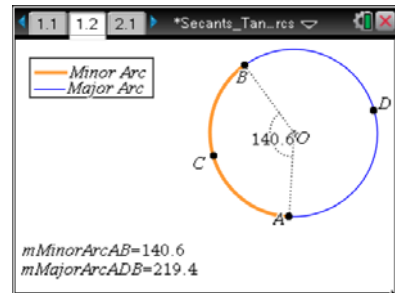 1.1 1.2 2.1 *Secants_Tan...rcs
Minor Arc
Major Arc
B
D
140.6 O
C
A
mMinorArcAB=140.6
mMajorArcADB=219.4